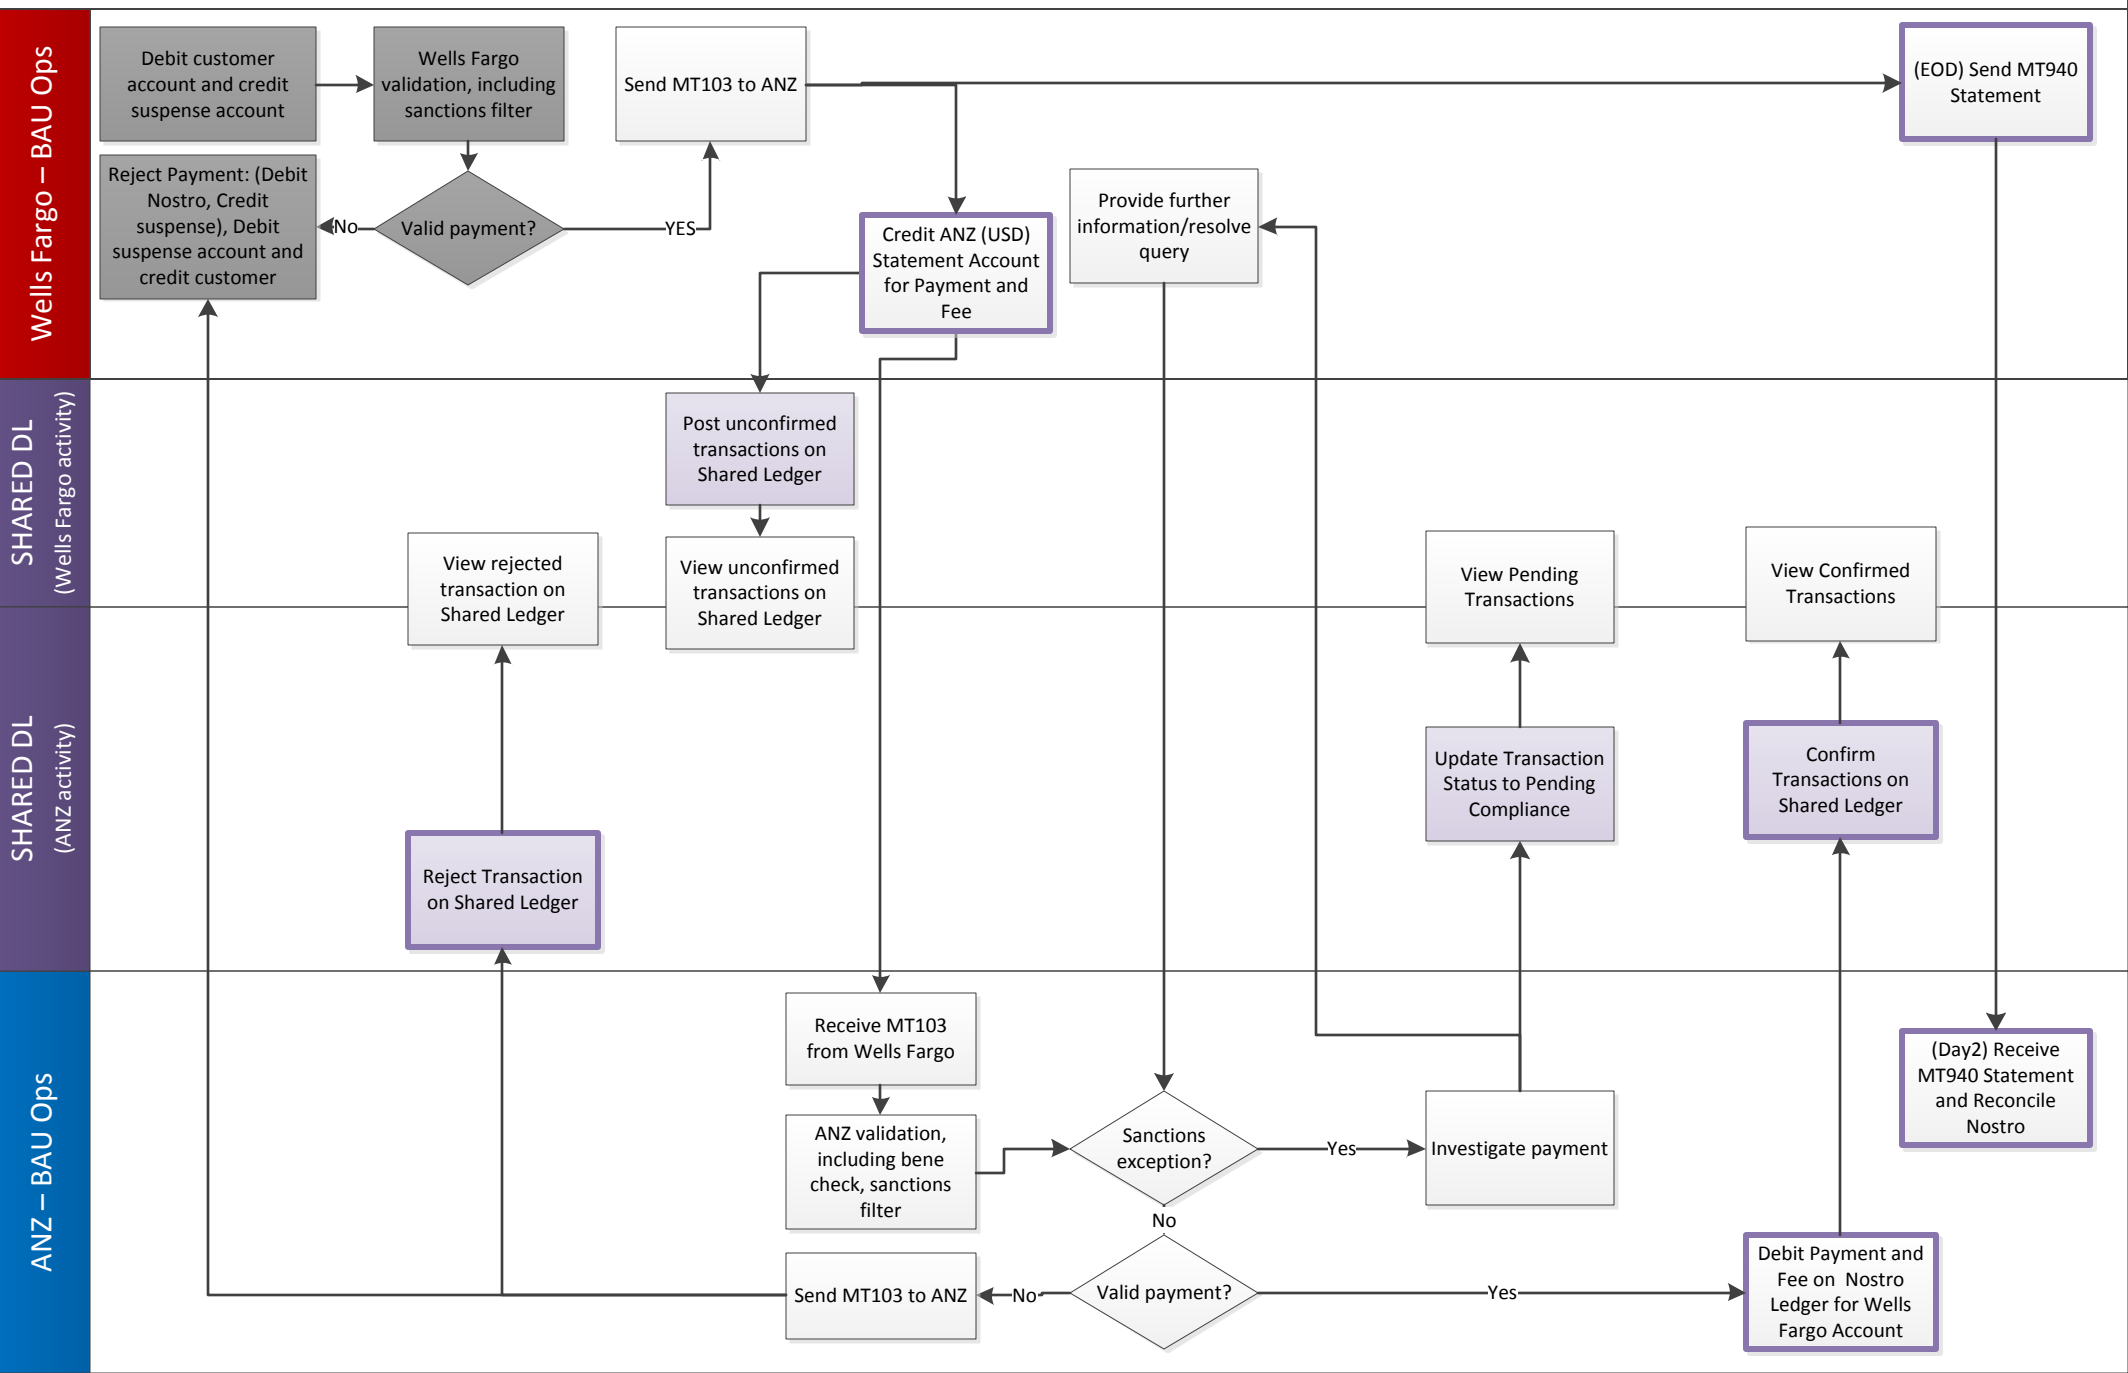 Wells Fargo – BAU Ops
Debit customer
account and credit
suspense account
Wells Fargo
validation, including
sanctions filter
Send MT103 to ANZ
(EOD) Send MT940
Statement
Reject Payment: (Debit
Nostro, Credit
suspense), Debit
suspense account and
credit customer
No
Valid payment?
YES
Credit ANZ (USD)
Statement Account
for Payment and
Fee
Provide further
information/resolve
query
SHARED DL
(Wells Fargo activity)
Post unconfirmed
transactions on
Shared Ledger
View rejected
transaction on
Shared Ledger
View unconfirmed
transactions on
Shared Ledger
View Pending
Transactions
View Confirmed
Transactions
SHARED DL
(ANZ activity)
Reject Transaction
on Shared Ledger
Update Transaction
Status to Pending
Compliance
Confirm
Transactions on
Shared Ledger
ANZ – BAU Ops
Receive MT103
from Wells Fargo
ANZ validation,
including bene
check, sanctions
filter
Sanctions
exception?
Yes
Investigate payment
(Day2) Receive
MT940 Statement
and Reconcile
Nostro
No
Send MT103 to ANZ
No
Valid payment?
Yes
Debit Payment and
Fee on Nostro
Ledger for Wells
Fargo Account